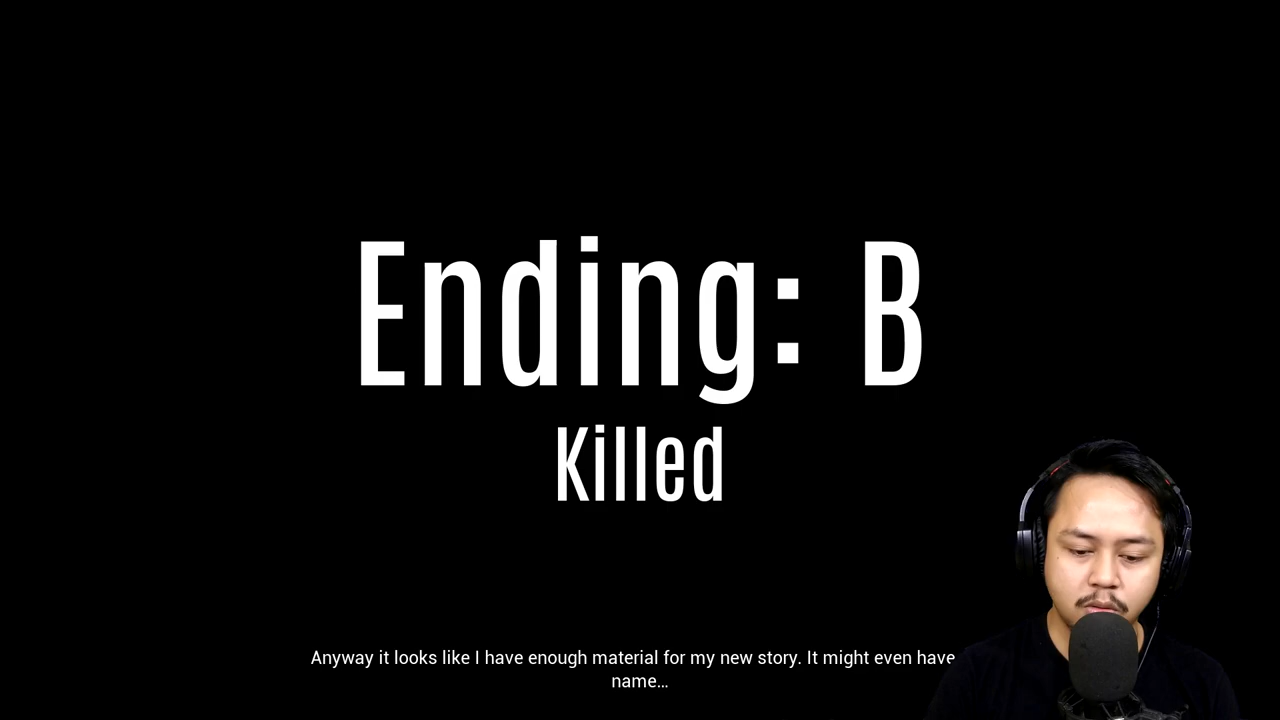 Ending: B
Killed
Anyway it looks like I have enough material for my new story. It might even have
name...